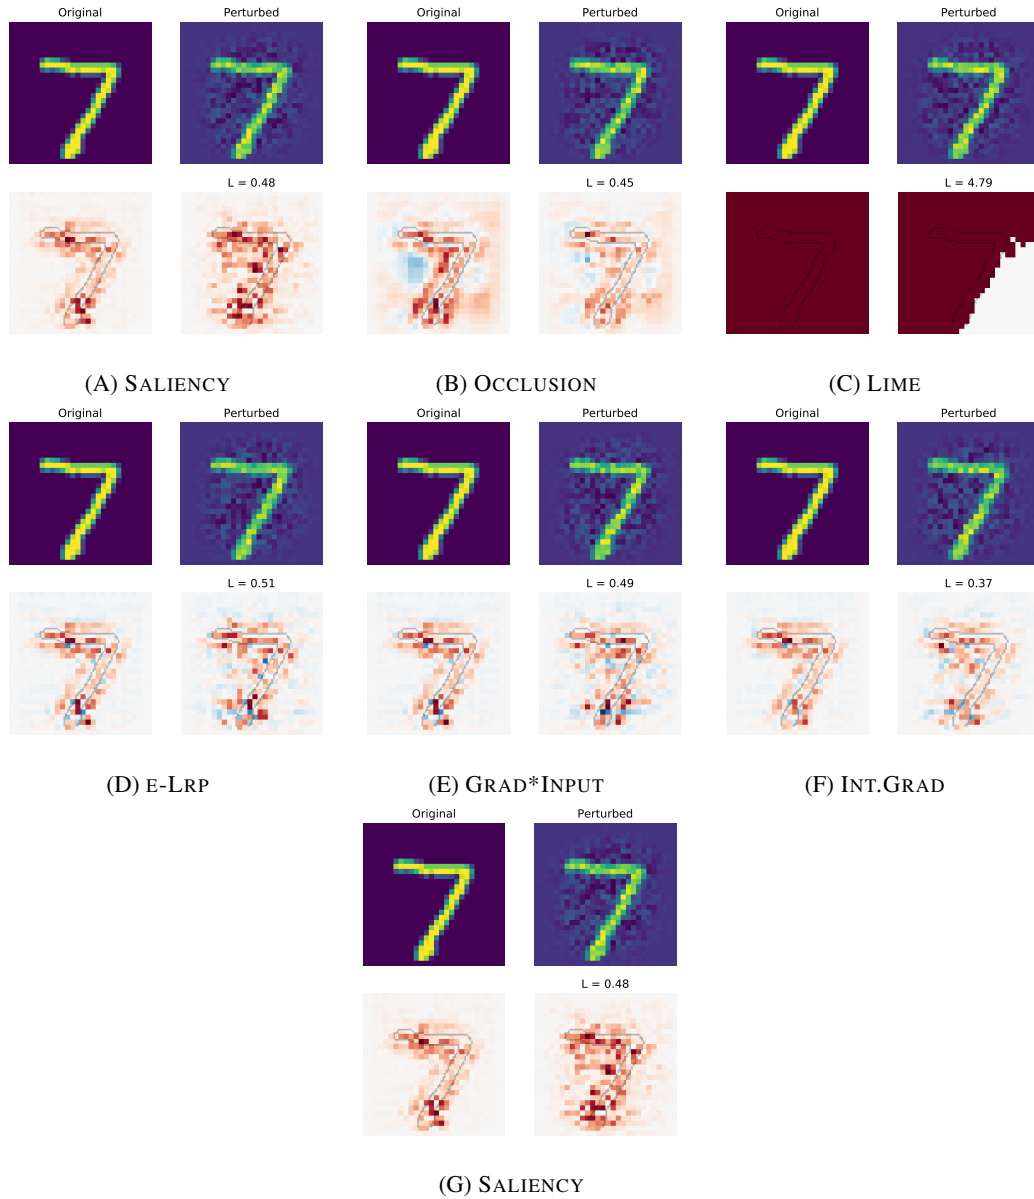 Original Perturbed Original Perturbed Original Perturbed
L = 0.48 L = 0.45 L = 4.79
(A) SALIENCY (B) OCCLUSION (C) LIME
Original Perturbed Original Perturbed Original Perturbed
L = 0.51 L = 0.49 L = 0.37
(D) E-LRP (E) GRAD*INPUT (F) INT.GRAD
Original Perturbed
L = 0.48
(G) SALIENCY